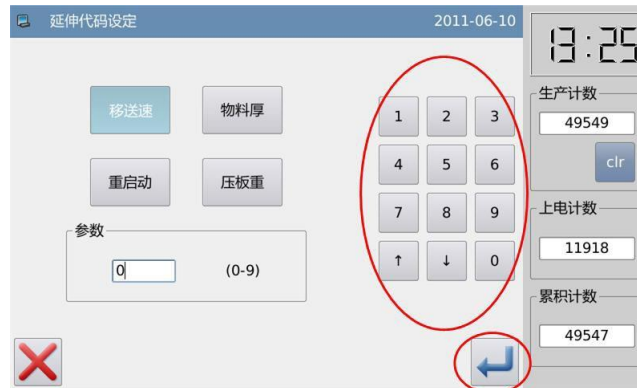 延伸代码设定 2011-06-10
13:25
移送速 物料厚
重启动 压板重
参数
0 (0-9)
1 2 3
4 5 6
7 8 9
↑ ↓ 0
生产计数
49549
clr
上电计数
11918
累积计数
49547